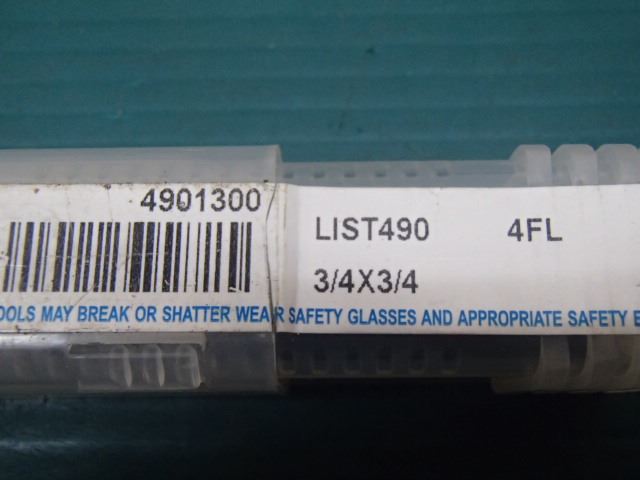 4901300
LIST490 4FL
3/4X3/4
OOLS MAY BREAK OR SHATTER WEAR SAFETY GLASSES AND APPROPRIATE SAFETY E